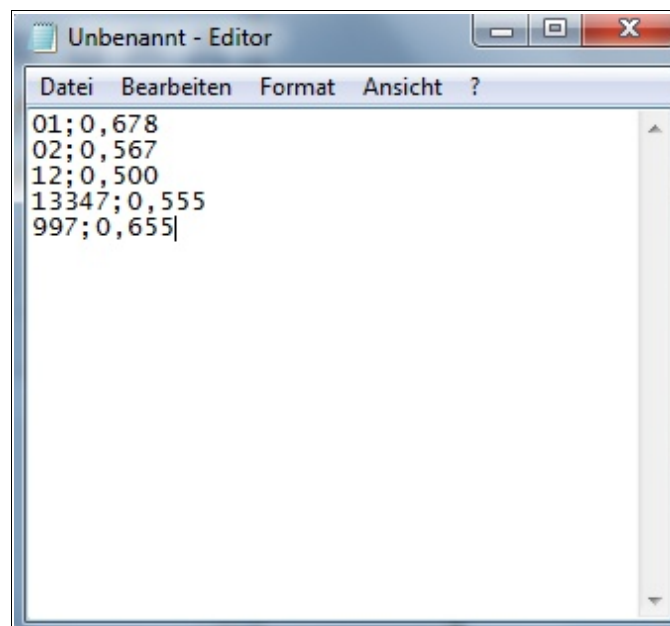 Unbenannt - Editor
Datei Bearbeiten Format Ansicht ?
01;0,678
02;0,567
12;0,500
13347;0,555
997;0,655